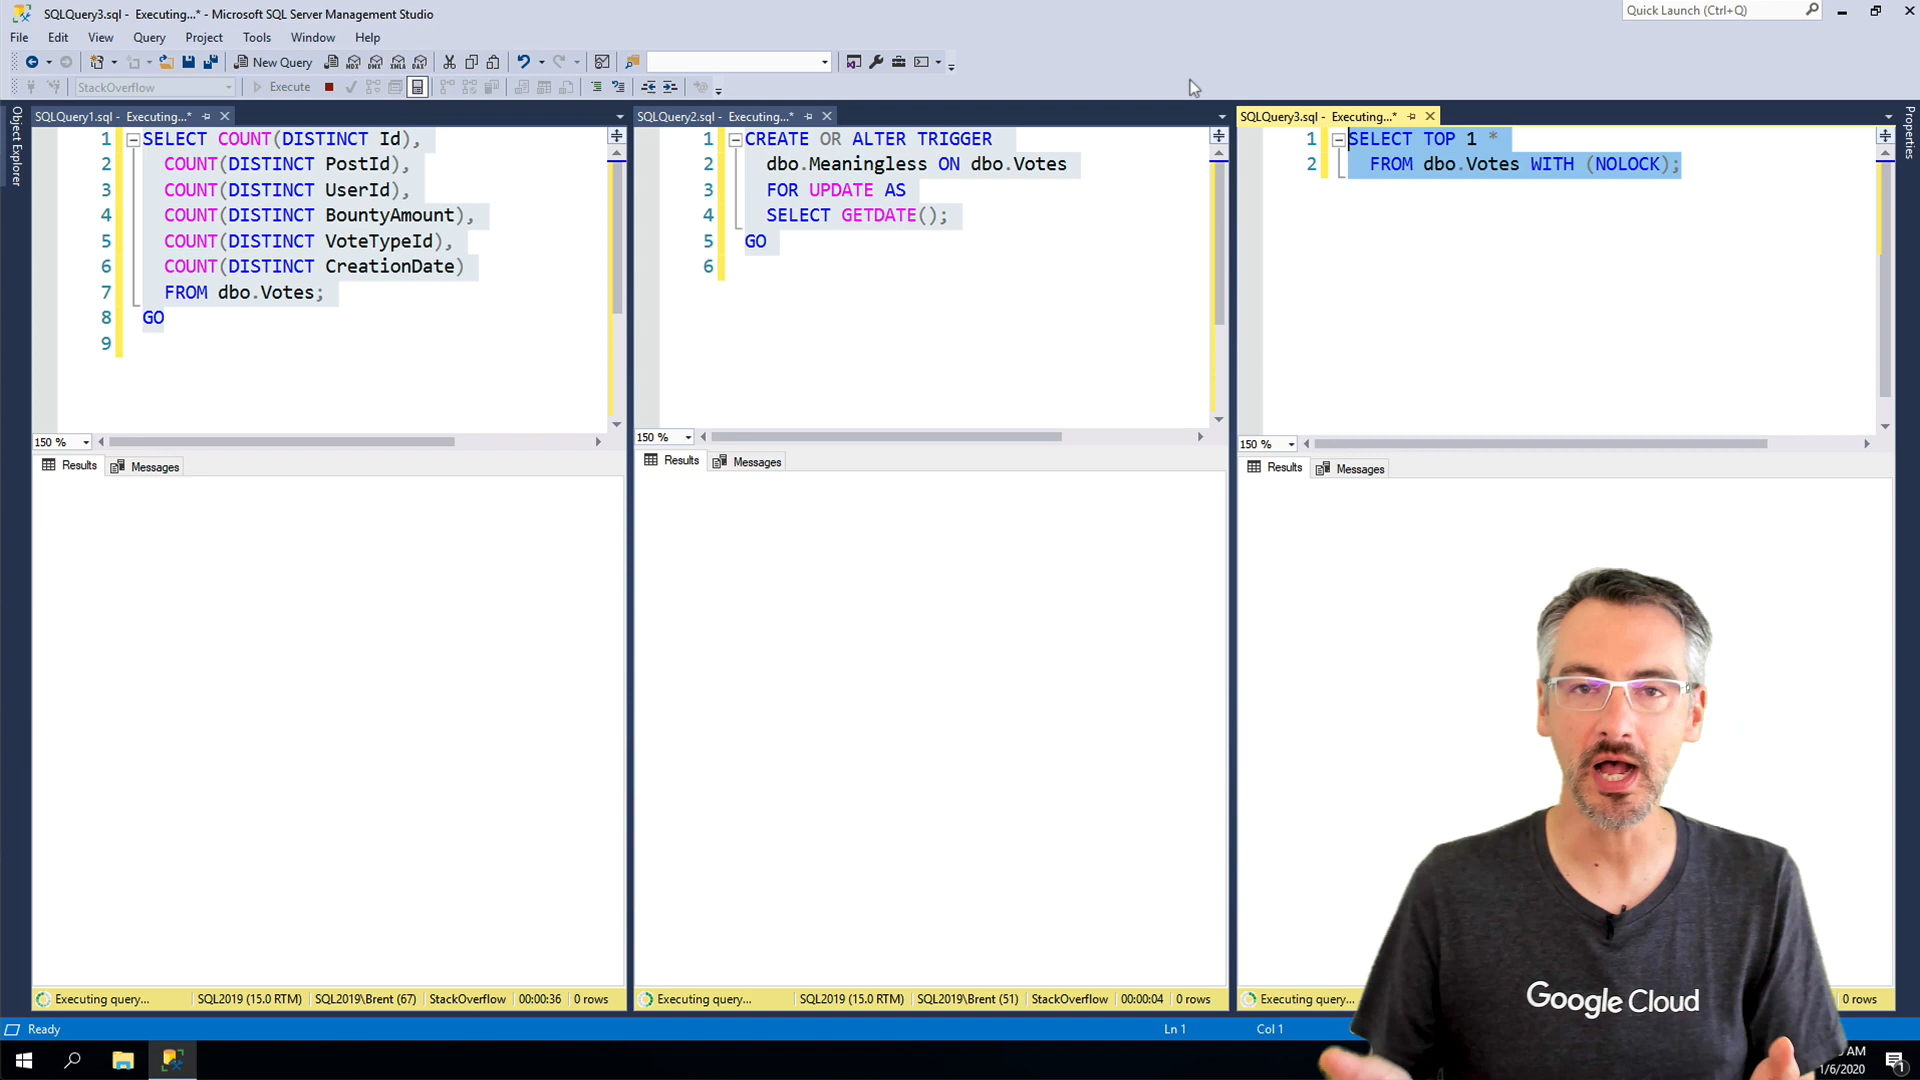 SQLQuery3.sql - Executing...* - Microsoft SQL Server Management Studio
Quick Launch (Ctrl+Q)
File Edit View Query Project Tools Window Help
New Query MDX DMX XMLA DAX
StackOverflow Execute
Object Explorer
SQLQuery1.sql - Executing...*
1 SELECT COUNT(DISTINCT Id),
2 COUNT(DISTINCT PostId),
3 COUNT(DISTINCT UserId),
4 COUNT(DISTINCT BountyAmount),
5 COUNT(DISTINCT VoteTypeId),
6 COUNT(DISTINCT CreationDate)
7 FROM dbo.Votes;
8 GO
9
150 %
Results Messages
Executing query... SQL2019 (15.0 RTM) SQL2019\Brent (67) StackOverflow 00:00:36 0 rows
SQLQuery2.sql - Executing...*
1 CREATE OR ALTER TRIGGER
2 dbo.Meaningless ON dbo.Votes
3 FOR UPDATE AS
4 SELECT GETDATE();
5 GO
6
150 %
Results Messages
Executing query... SQL2019 (15.0 RTM) SQL2019\Brent (51) StackOverflow 00:00:04 0 rows
SQLQuery3.sql - Executing...*
1 SELECT TOP 1 *
2 FROM dbo.Votes WITH (NOLOCK);
150 %
Results Messages
Executing query... 0 rows
Properties
Google Cloud
Ready Ln 1 Col 1
AM
1/6/2020
1